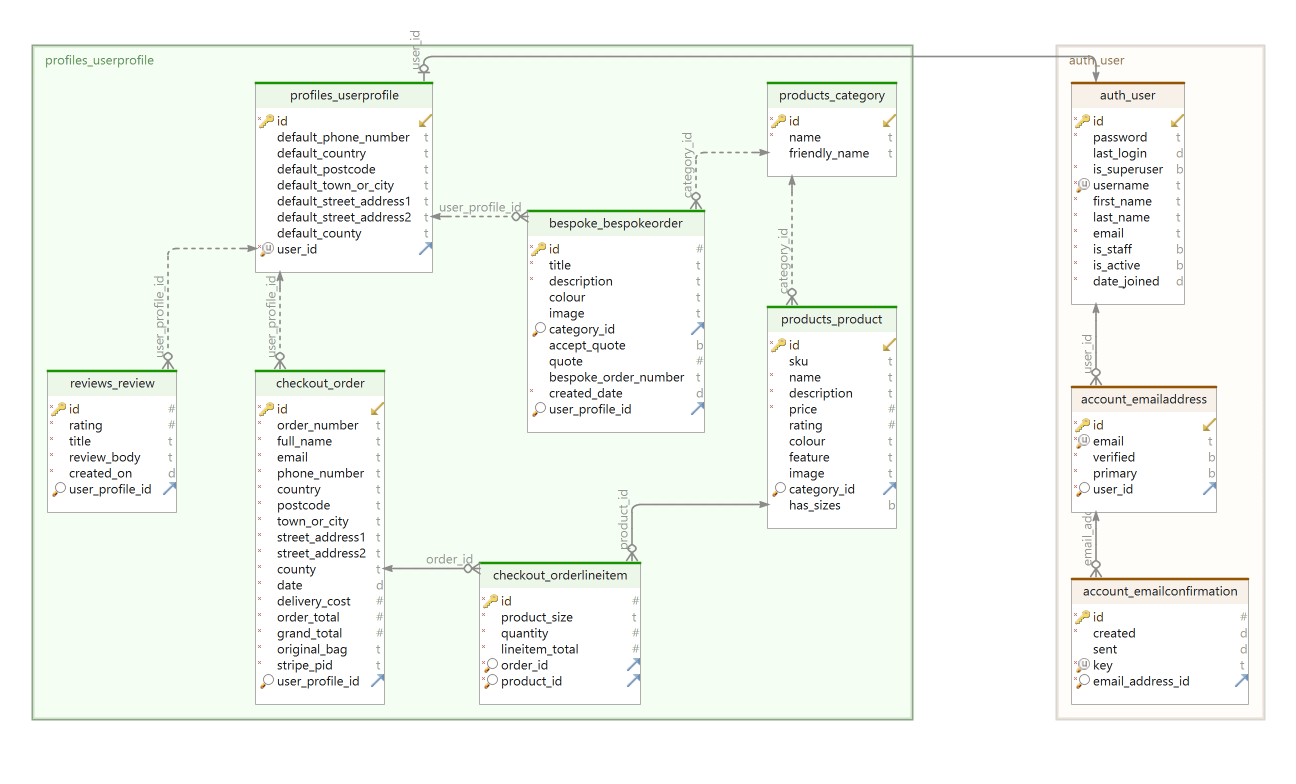 profiles_userprofile
auth_user
user_id
profiles_userprofile
id
default_phone_number t
default_country t
default_postcode t
default_town_or_city t
default_street_address1 t
default_street_address2 t
default_county t
user_id
products_category
id
name t
friendly_name t
auth_user
id
password t
last_login d
is_superuser b
username t
first_name t
last_name t
email t
is_staff b
is_active b
date_joined d
user_profile_id
category_id
bespoke_bespokeorder
id #
title t
description t
colour t
image t
category_id
accept_quote b
quote #
bespoke_order_number t
created_date d
user_profile_id
category_id
products_product
id
sku t
name t
description t
price #
rating #
colour t
feature t
image t
category_id
has_sizes b
user_profile_id
reviews_review
id #
rating #
title t
review_body t
created_on d
user_profile_id
user_profile_id
checkout_order
id
order_number t
full_name t
email t
phone_number t
country t
postcode t
town_or_city t
street_address1 t
street_address2 t
county t
date d
delivery_cost #
order_total #
grand_total #
original_bag t
stripe_pid t
user_profile_id
order_id
product_id
checkout_orderlineitem
id #
product_size t
quantity #
lineitem_total #
order_id
product_id
user_id
account_emailaddress
id
email t
verified b
primary b
user_id
email_add
account_emailconfirmation
id #
created d
sent d
key t
email_address_id